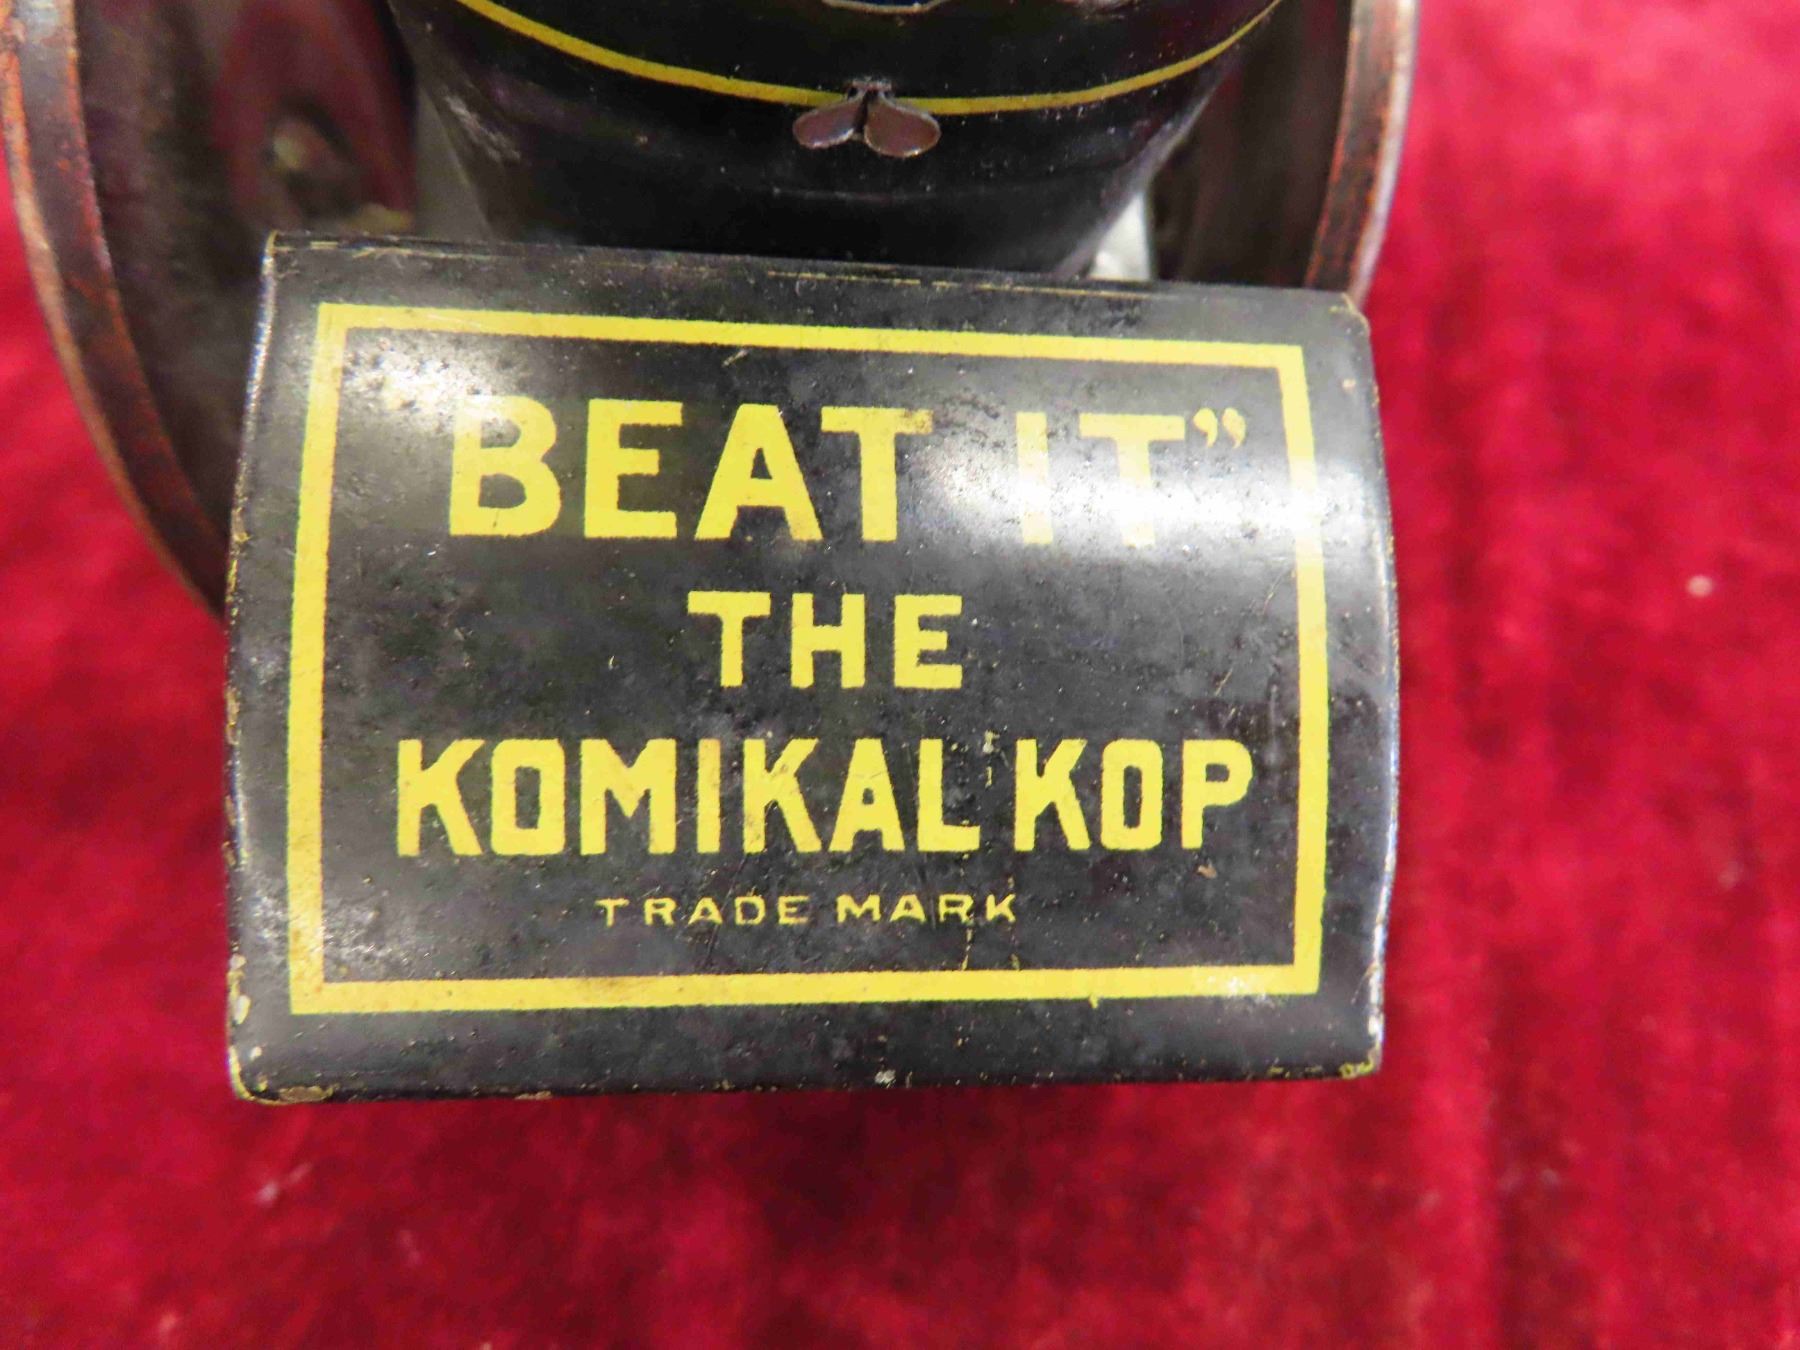 "BEAT IT"
THE
KOMIKAL KOP
TRADE MARK